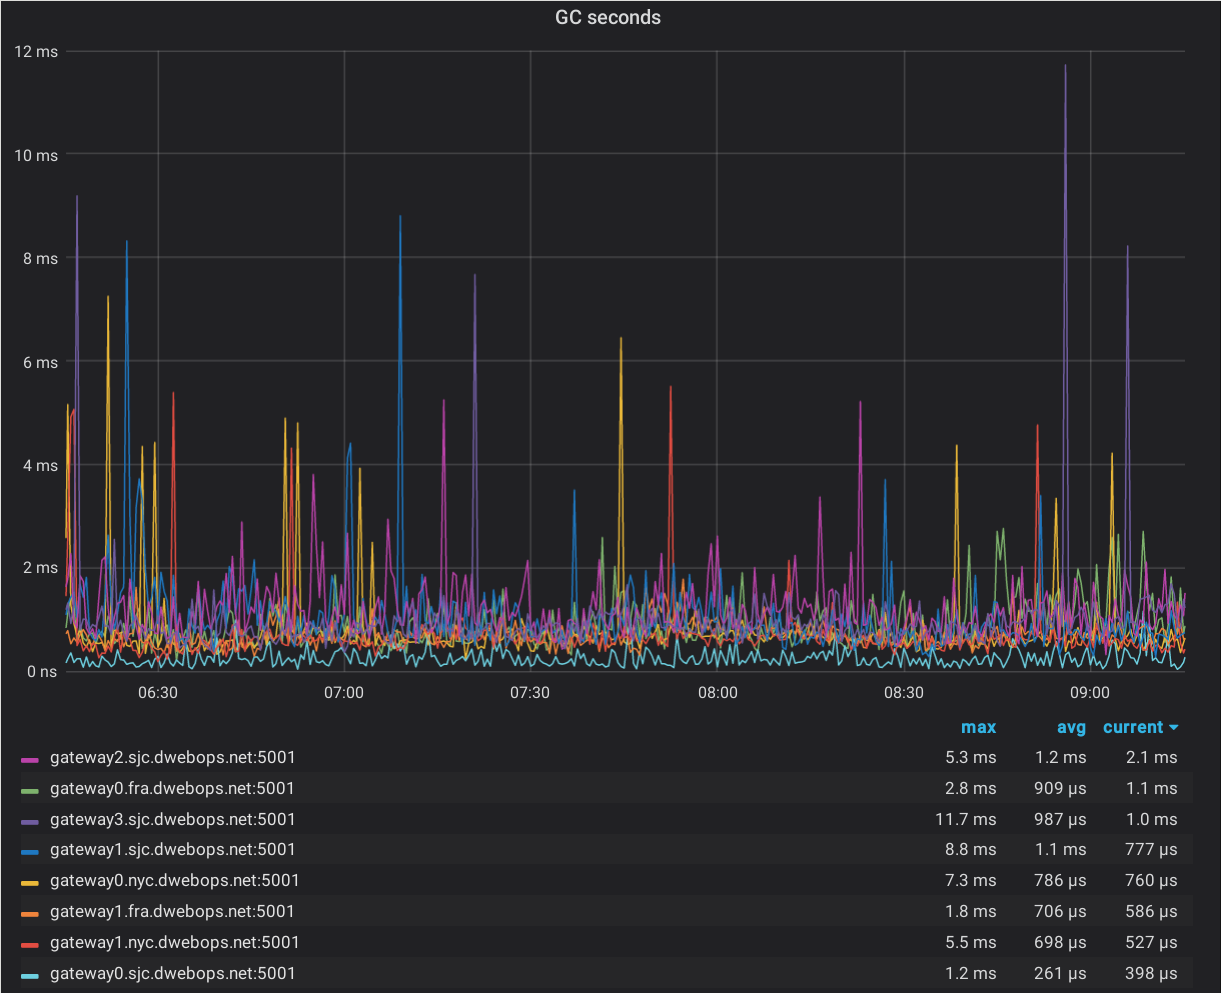 GC seconds
12 ms
10 ms
8 ms
6 ms
4 ms
2 ms
0 ns
06:30 07:00 07:30 08:00 08:30 09:00
max avg current
gateway2.sjc.dwebops.net:5001 5.3 ms 1.2 ms 2.1 ms
gateway0.fra.dwebops.net:5001 2.8 ms 909 µs 1.1 ms
gateway3.sjc.dwebops.net:5001 11.7 ms 987 µs 1.0 ms
gateway1.sjc.dwebops.net:5001 8.8 ms 1.1 ms 777 µs
gateway0.nyc.dwebops.net:5001 7.3 ms 786 µs 760 µs
gateway1.fra.dwebops.net:5001 1.8 ms 706 µs 586 µs
gateway1.nyc.dwebops.net:5001 5.5 ms 698 µs 527 µs
gateway0.sjc.dwebops.net:5001 1.2 ms 261 µs 398 µs